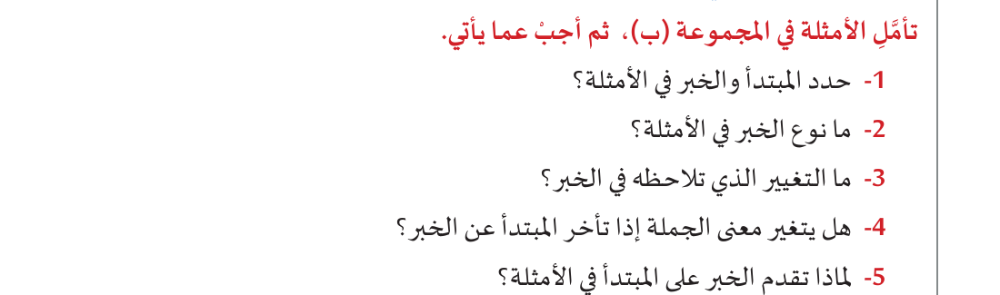 تأمَّلِ الأمثلة في المجموعة (ب)، ثم أجبْ عما يأتي.
1- حدد المبتدأ والخبر في الأمثلة؟
2- ما نوع الخبر في الأمثلة؟
3- ما التغيير الذي تلاحظه في الخبر؟
4- هل يتغير معنى الجملة إذا تأخر المبتدأ عن الخبر؟
5- لماذا تقدم الخبر على المبتدأ في الأمثلة؟